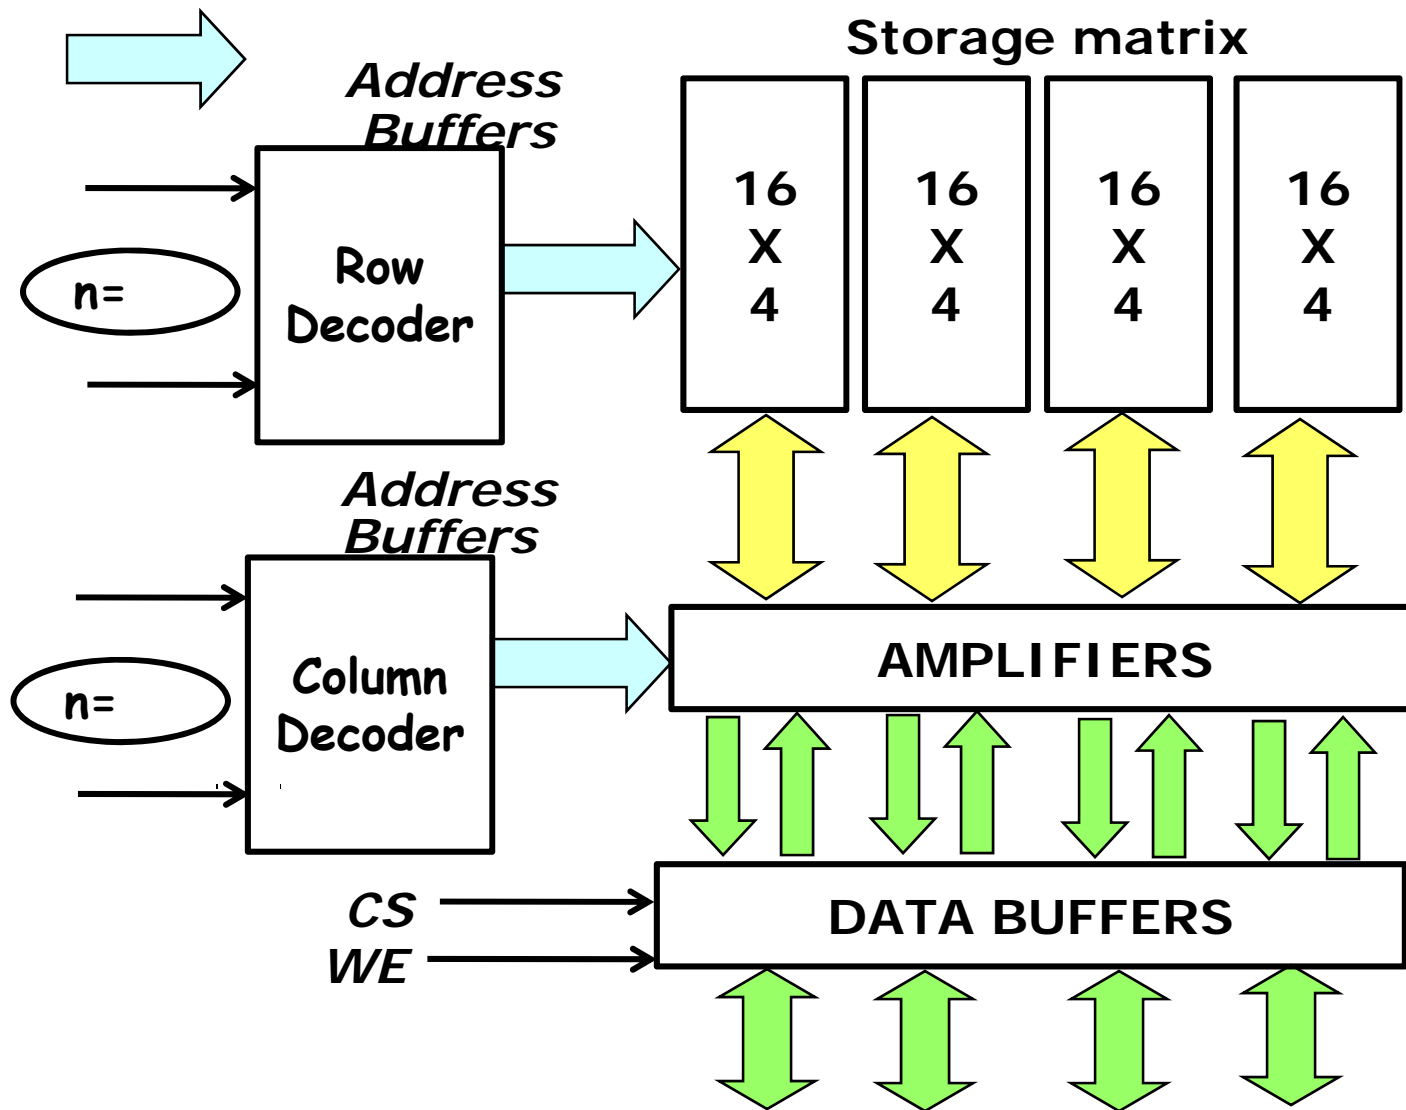 Storage matrix
Address
Buffers
16
X
4
16
X
4
16
X
4
16
X
4
n=
Row
Decoder
Address
Buffers
n=
Column
Decoder
AMPLIFIERS
CS
WE
DATA BUFFERS